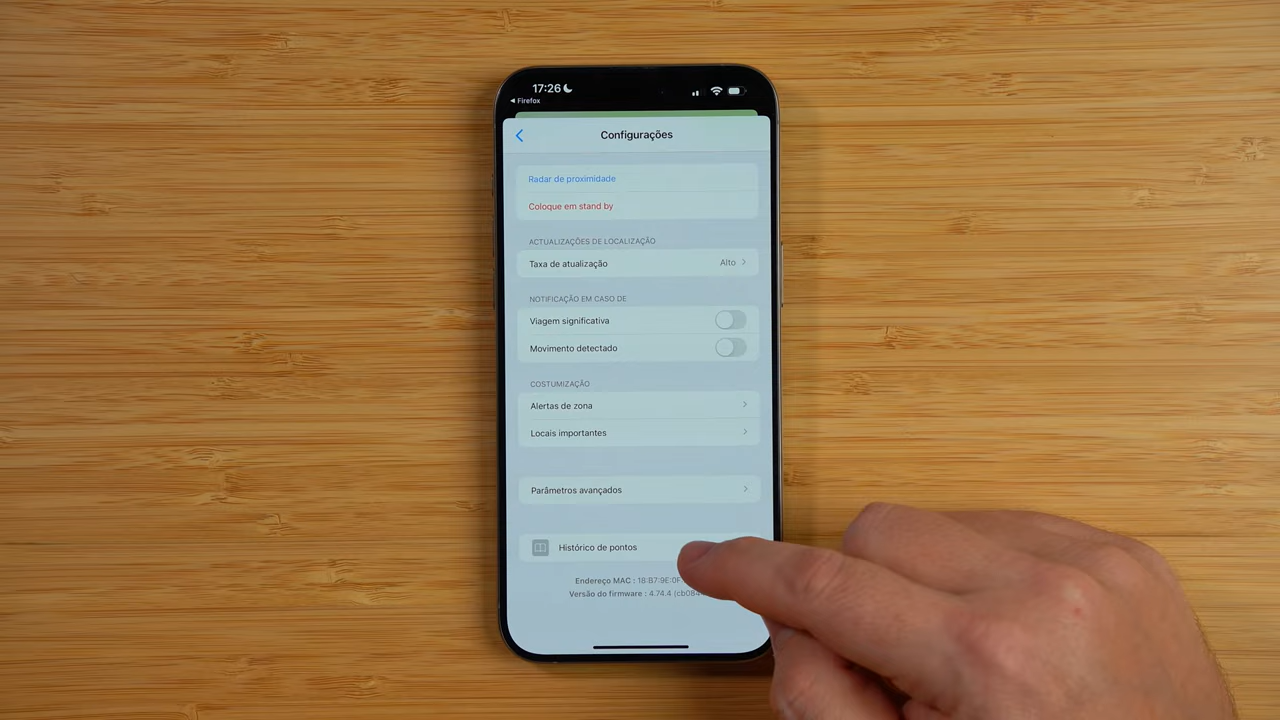 17:26
Firefox
Configurações
Radar de proximidade
Coloque em stand by
ACTUALIZAÇÕES DE LOCALIZAÇÃO
Taxa de atualização Alto
NOTIFICAÇÃO EM CASO DE
Viagem significativa
Movimento detectado
COSTUMIZAÇÃO
Alertas de zona
Locais importantes
Parâmetros avançados
Histórico de pontos
Endereço MAC : 18:B7:9E:0F
Versão do firmware : 4.74.4